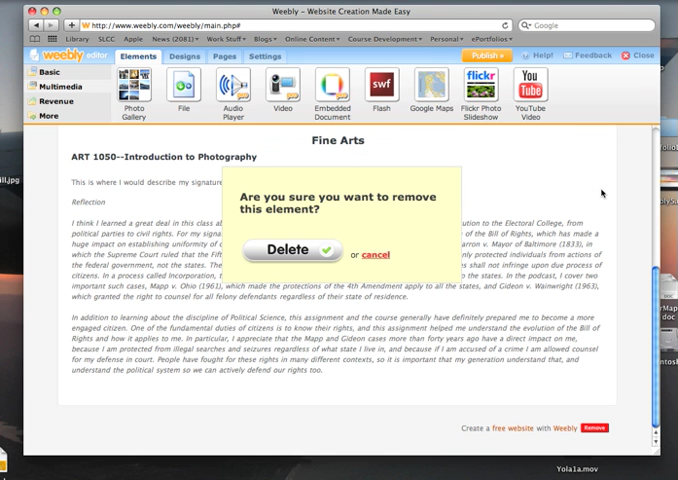 Weebly - Website Creation Made Easy
http://www.weebly.com/weebly/main.php#
Google
Library SLCC Apple News (2081) Work Stuff Blogs Online Content Course Development Personal ePortfolios
weebly editor Elements Designs Pages Settings Publish Help! Feedback Close
Basic
Multimedia
Revenue
More
swf flickr You Tube
Photo Gallery File Audio Player Video Embedded Document Flash Google Maps Flickr Photo Slideshow YouTube Video
ill.jpg
Fine Arts
ART 1050--Introduction to Photography
This is where I would describe my signature
Reflection
I think I learned a great deal in this class ab ution to the Electoral College, from
political parties to civil rights. For my signa of the Bill of Rights, which has made a
huge impact on establishing uniformity of c arron v. Mayor of Baltimore (1833), in
which the Supreme Court ruled that the Fift nly protected individuals from actions of
the federal government, not the states. The s shall not infringe upon due process of
citizens. In a process called Incorporation, t to the states. In the podcast, I cover two
important such cases, Mapp v. Ohio (1961), which made the protections of the 4th Amendment apply to all the states, and Gideon v. Wainwright (1963),
which granted the right to counsel for all felony defendants regardless of their state of residence.
In addition to learning about the discipline of Political Science, this assignment and the course generally have definitely prepared me to become a more
engaged citizen. One of the fundamental duties of citizens is to know their rights, and this assignment helped me understand the evolution of the Bill of
Rights and how it applies to me. In particular, I appreciate that the Mapp and Gideon cases more than forty years ago have a direct impact on me,
because I am protected from illegal searches and seizures regardless of what state I live in, and because if I am accused of a crime I am allowed counsel
for my defense in court. People have fought for these rights in many different contexts, so it is important that my generation understand that, and
understand the political system so we can actively defend our rights too.
Are you sure you want to remove
this element?
Delete or cancel
Create a free website with Weebly Remove
Yola1a.mov